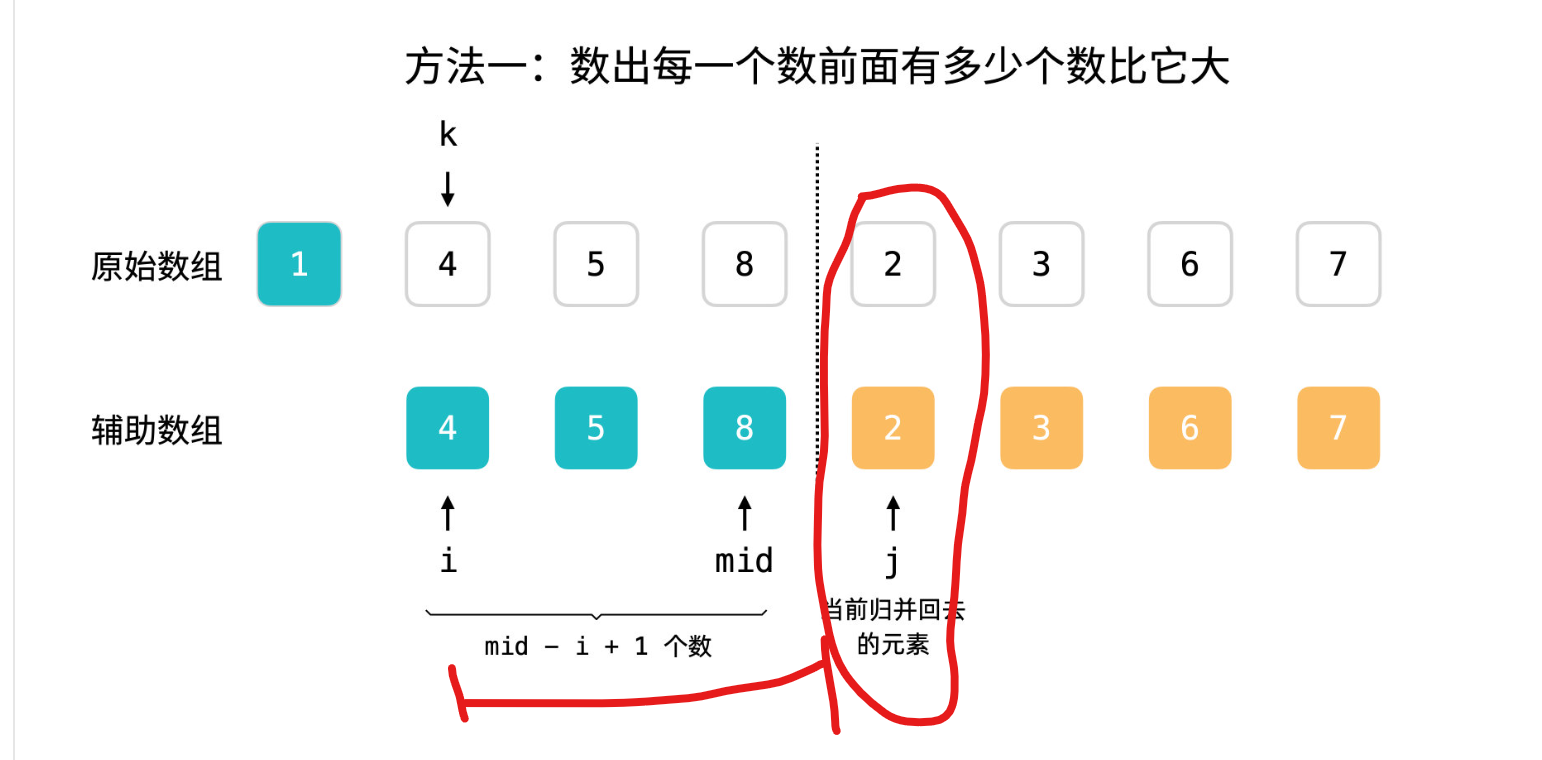 方法一：数出每一个数前面有多少个数比它大
k
原始数组 1 4 5 8 2 3 6 7
辅助数组 4 5 8 2 3 6 7
i mid j
当前归并回去
的元素
mid - i + 1 个数